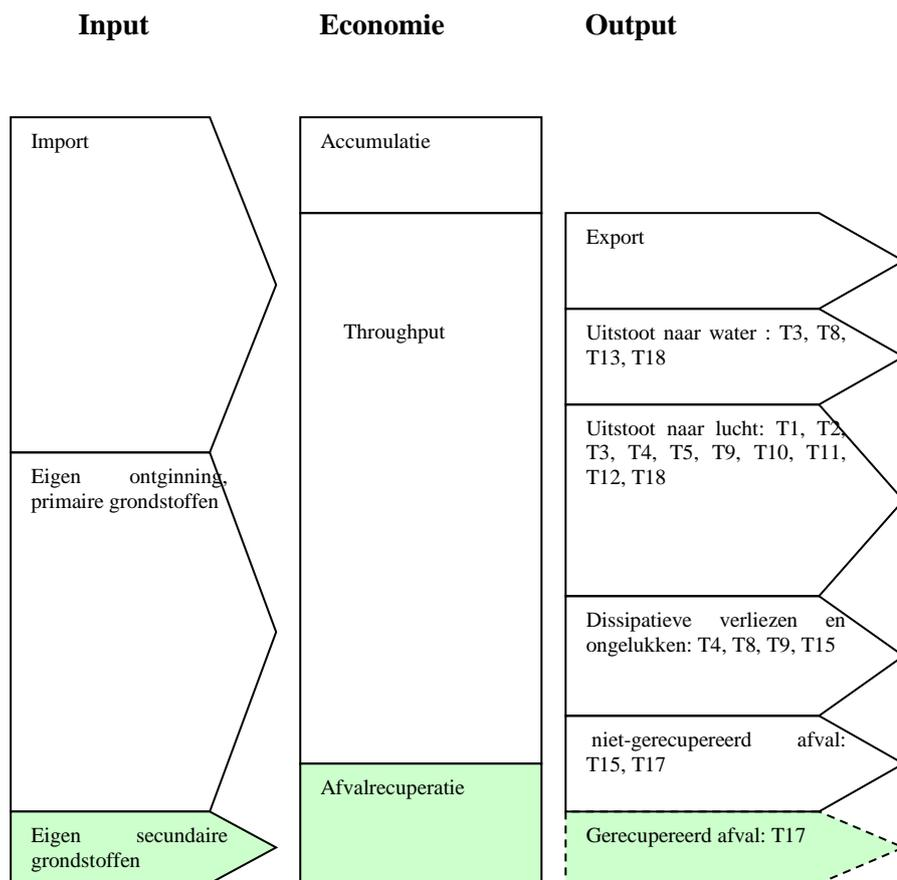 Input
Economie
Output
Import
Eigen ontginning,
primaire grondstoffen
Eigen secundaire
grondstoffen
Accumulatie
Throughput
Afvalrecuperatie
Export
Uitstoot naar water : T3, T8,
T13, T18
Uitstoot naar lucht: T1, T2,
T3, T4, T5, T9, T10, T11,
T12, T18
Dissipatieve verliezen en
ongelukken: T4, T8, T9, T15
niet-gerecupereerd afval:
T15, T17
Gerecupereerd afval: T17